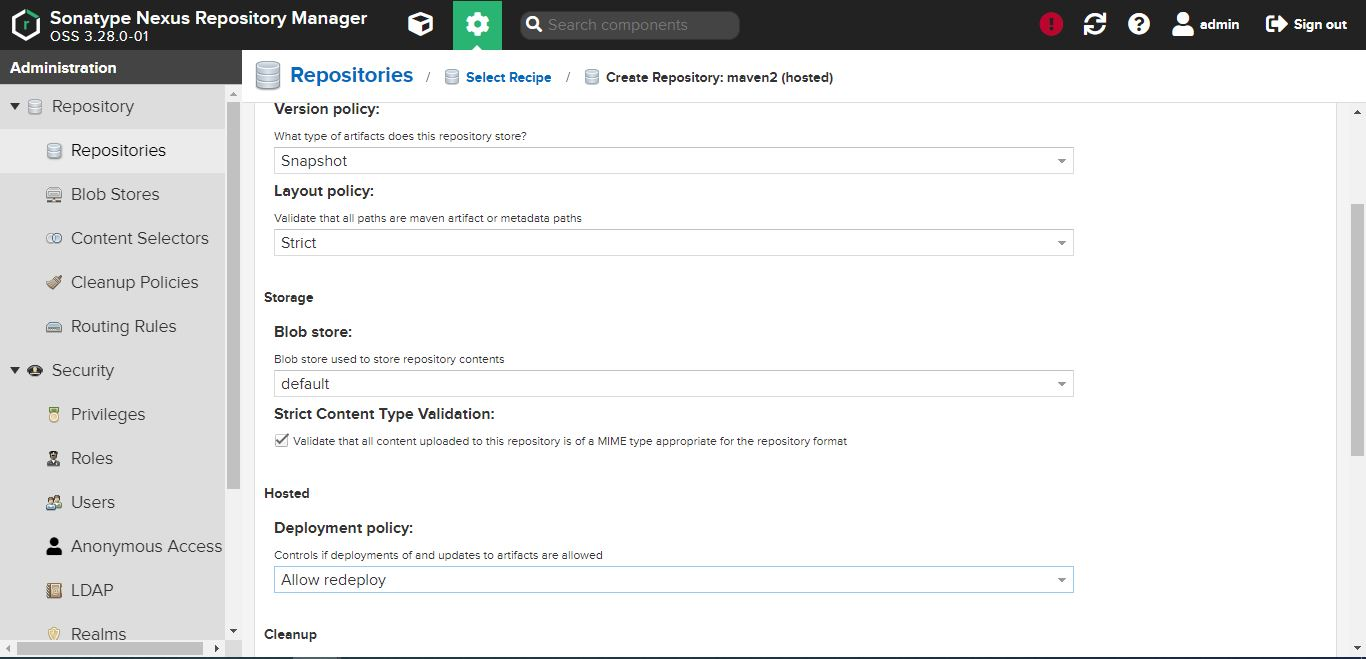 Sonatype Nexus Repository Manager
OSS 3.28.0-01
Search components
admin
Sign out
Administration
Repositories / Select Recipe / Create Repository: maven2 (hosted)
Repository
Repositories
Blob Stores
Content Selectors
Cleanup Policies
Routing Rules
Security
Privileges
Roles
Users
Anonymous Access
LDAP
Realms
Version policy:
What type of artifacts does this repository store?
Snapshot
Layout policy:
Validate that all paths are maven artifact or metadata paths
Strict
Storage
Blob store:
Blob store used to store repository contents
default
Strict Content Type Validation:
Validate that all content uploaded to this repository is of a MIME type appropriate for the repository format
Hosted
Deployment policy:
Controls if deployments of and updates to artifacts are allowed
Allow redeploy
Cleanup